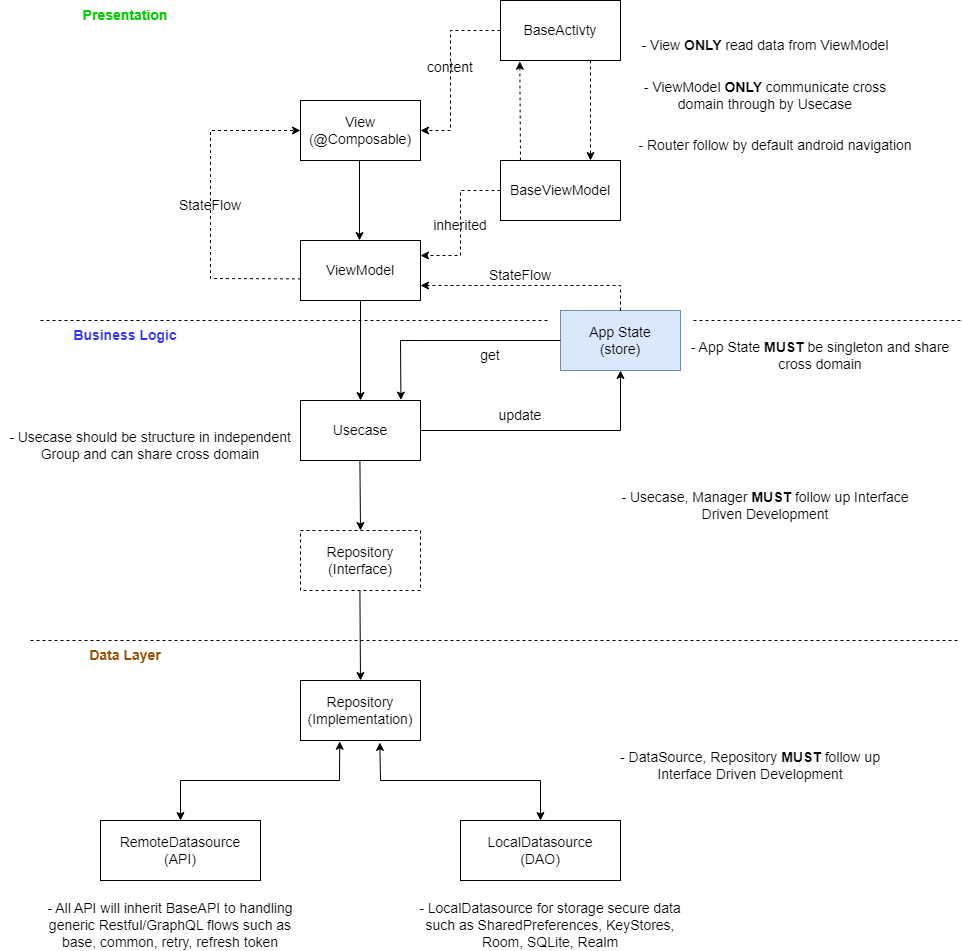 Presentation
BaseActivty
- View ONLY read data from ViewModel
content
- ViewModel ONLY communicate cross
domain through by Usecase
View
(@Composable)
- Router follow by default android navigation
BaseViewModel
StateFlow
inherited
ViewModel
StateFlow
Business Logic
App State
(store)
- App State MUST be singleton and share
cross domain
get
update
Usecase
- Usecase should be structure in independent
Group and can share cross domain
- Usecase, Manager MUST follow up Interface
Driven Development
Repository
(Interface)
Data Layer
Repository
(Implementation)
- DataSource, Repository MUST follow up
Interface Driven Development
RemoteDatasource
(API)
LocalDatasource
(DAO)
- All API will inherit BaseAPI to handling
generic Restful/GraphQL flows such as
base, common, retry, refresh token
- LocalDatasource for storage secure data
such as SharedPreferences, KeyStores,
Room, SQLite, Realm